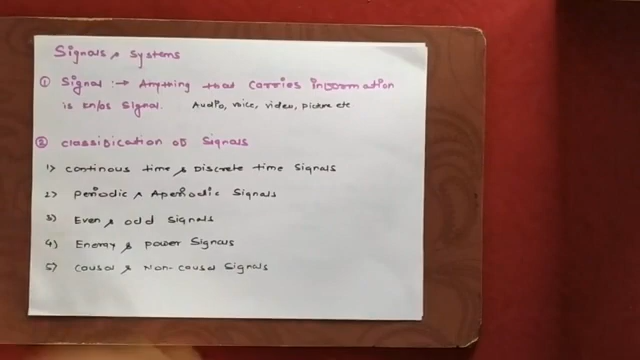 Signals & Systems
① Signal :→ Anything that carries information
is kn/as signal. Audio, voice, video, picture etc
② classification of signals
1) continous time & Discrete time signals
2) Periodic & Aperiodic signals
3) Even & odd signals
4) Energy & power signals
5) causal & Non-causal signals